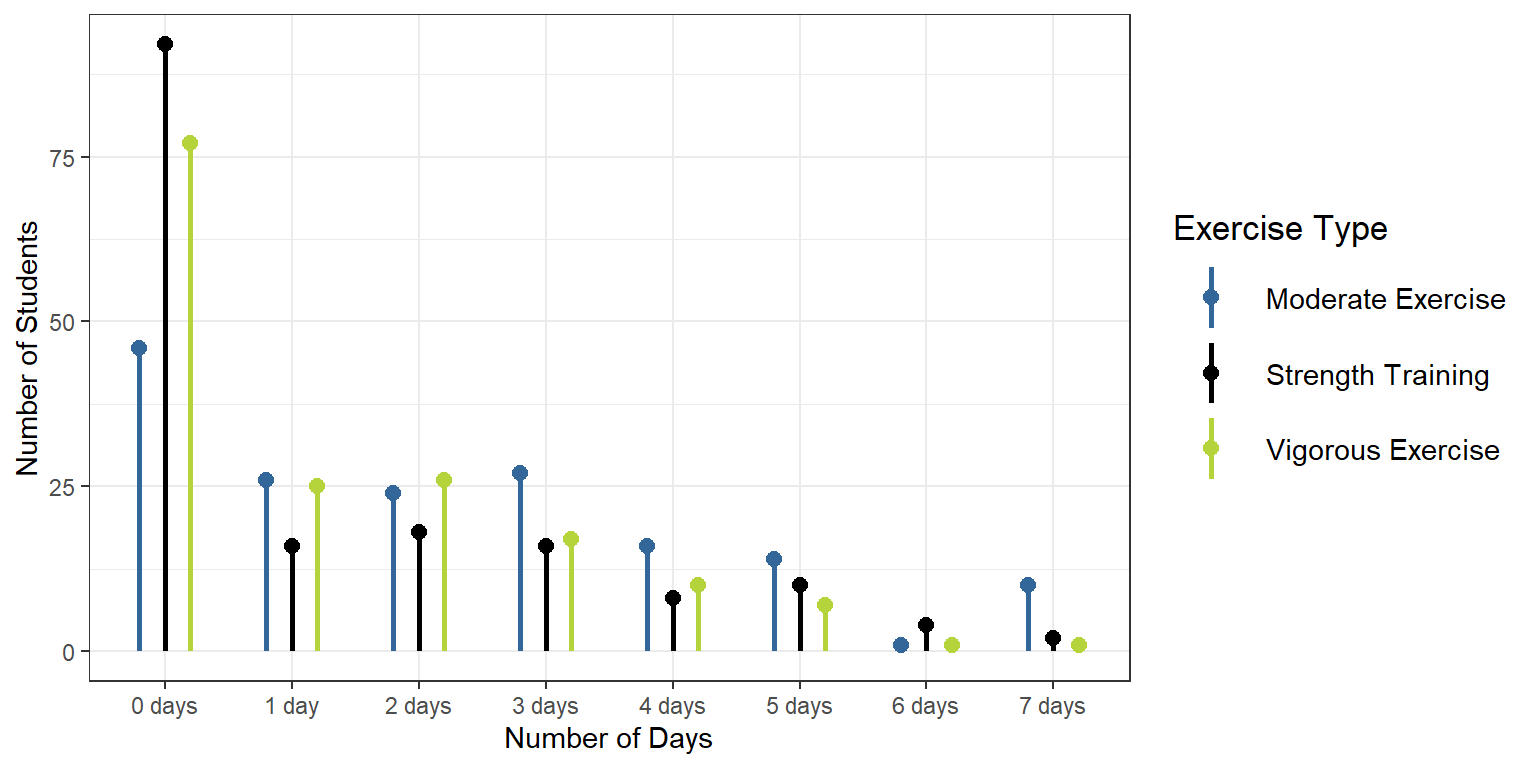 Number of Students
75
50
25
0
0 days
1 day
2 days
3 days
4 days
5 days
6 days
7 days
Number of Days
Exercise Type
Moderate Exercise
Strength Training
Vigorous Exercise